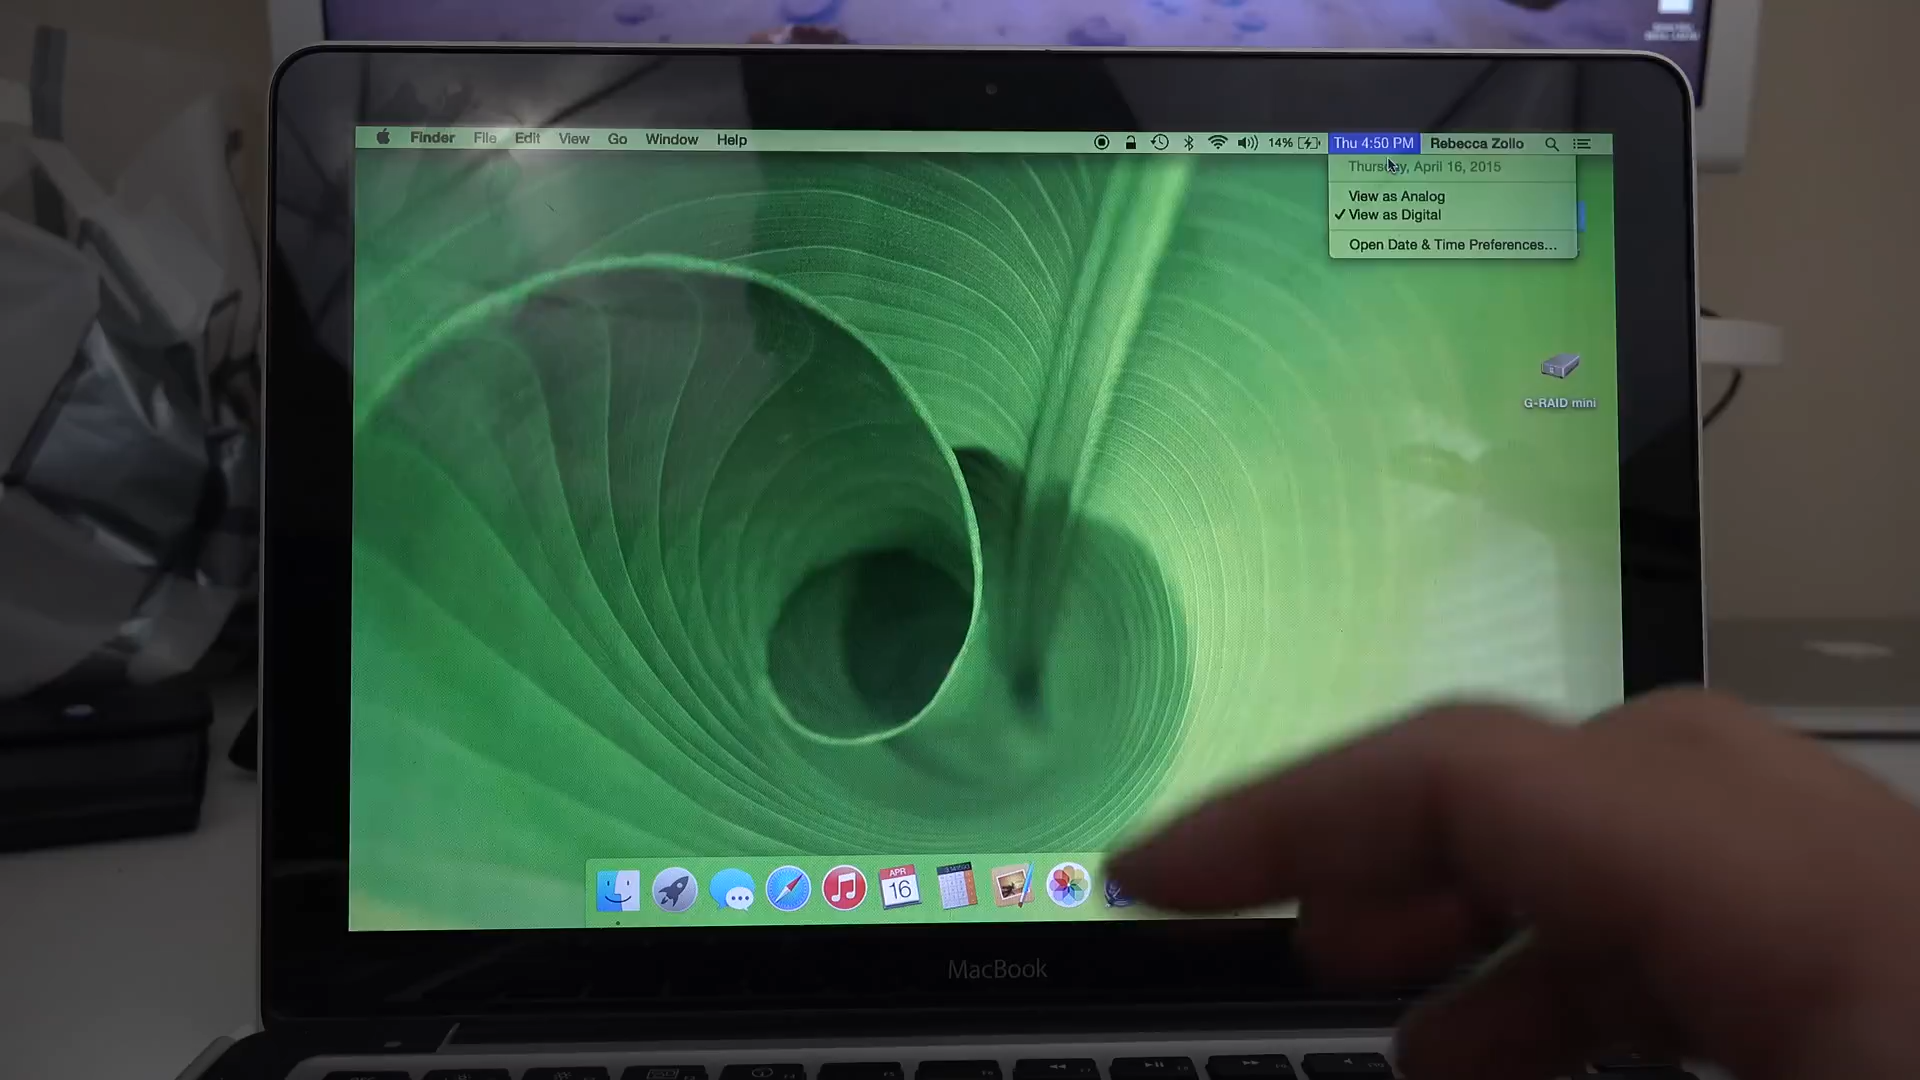 Finder File Edit View Go Window Help 14% Thu 4:50 PM Rebecca Zollo
Thursday, April 16, 2015
View as Analog
✓ View as Digital
Open Date & Time Preferences...
G-RAID mini
APR
16
MacBook